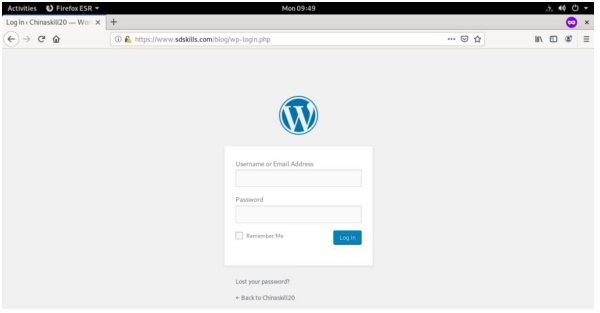 Activities Firefox ESR Mon 09:49
Log In ‹ Chinaskill20 — Wor
https://www.sdskills.com/blog/wp-login.php
Username or Email Address
Password
Remember Me Log In
Lost your password?
← Back to Chinaskill20